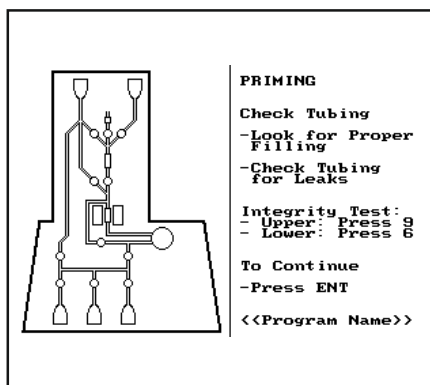 PRIMING
Check Tubing
-Look for Proper
Filling
-Check Tubing
for Leaks
Integrity Test:
- Upper: Press 9
- Lower: Press 6
To Continue
-Press ENT
<<Program Name>>